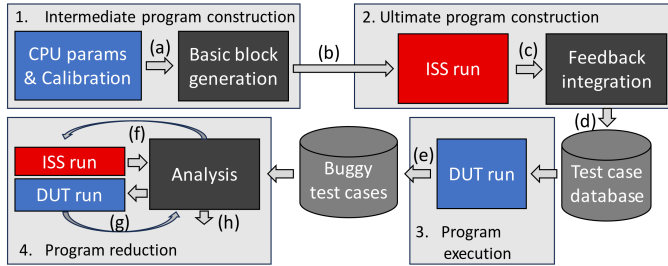 1. Intermediate program construction
CPU params
& Calibration
(a)
Basic block
generation
(b)
2. Ultimate program construction
ISS run
(c)
Feedback
integration
(d)
Test case
database
3. Program
execution
DUT run
(e)
Buggy
test cases
4. Program reduction
ISS run
DUT run
(f)
(g)
Analysis
(h)